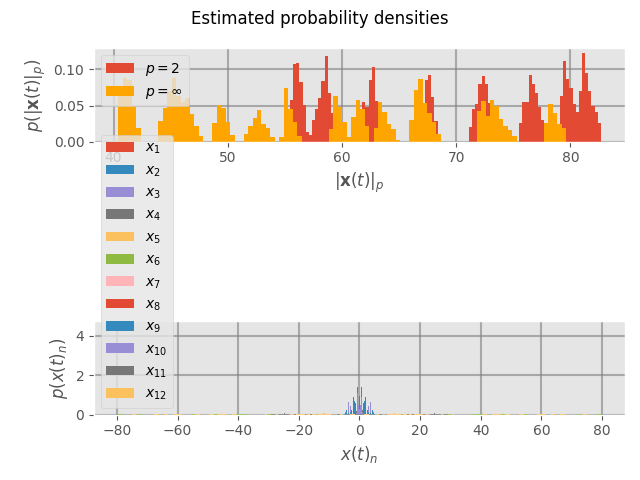 Estimated probability densities
p(|x(t)|ₚ)
0.10
0.05
0.00
p = 2
p = ∞
40 50 60 70 80
|x(t)|ₚ
x₁
x₂
x₃
x₄
x₅
x₆
x₇
x₈
x₉
x₁₀
x₁₁
x₁₂
p(x(t)ₙ)
4
2
0
−80 −60 −40 −20 0 20 40 60 80
x(t)ₙ